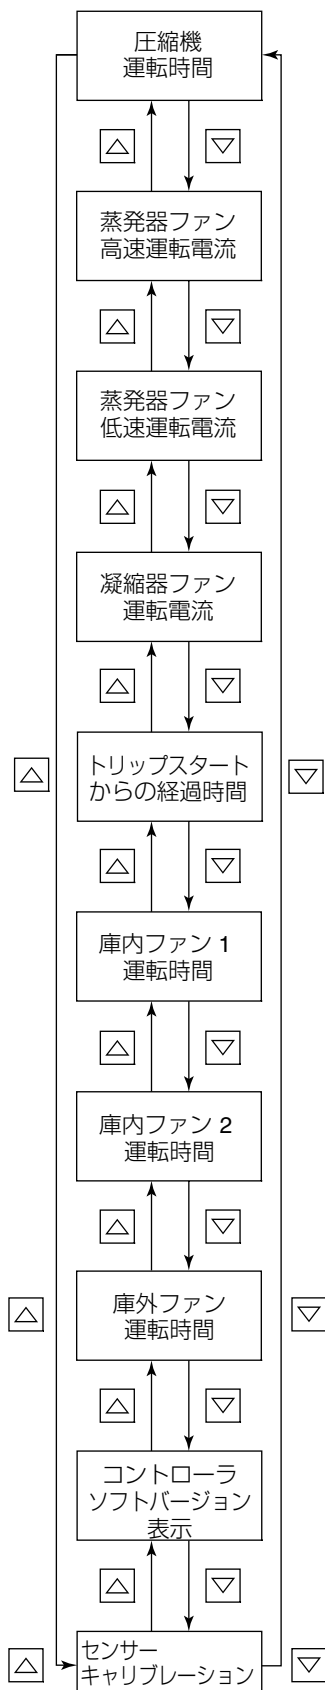 圧縮機
運転時間
蒸発器ファン
高速運転電流
蒸発器ファン
低速運転電流
凝縮器ファン
運転電流
トリップスタート
からの経過時間
庫内ファン 1
運転時間
庫内ファン 2
運転時間
庫外ファン
運転時間
コントローラ
ソフトバージョン
表示
センサー
キャリブレーション